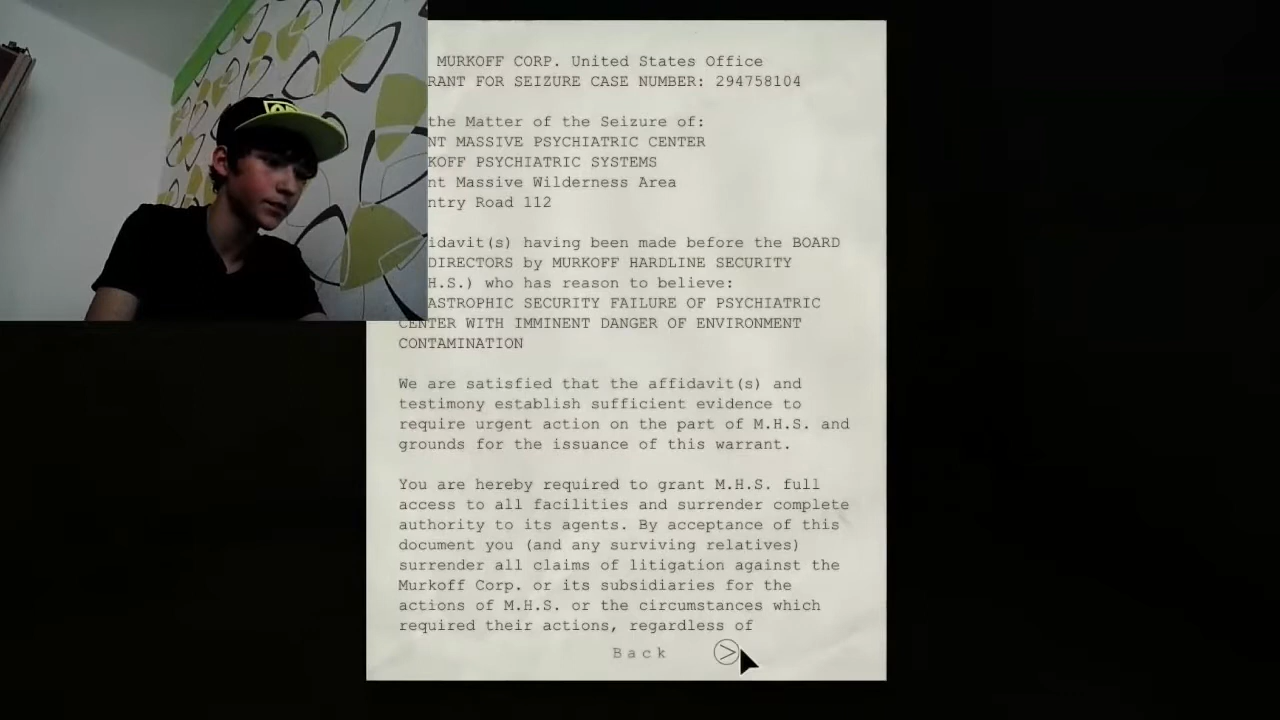 MURKOFF CORP. United States Office
RANT FOR SEIZURE CASE NUMBER: 294758104
the Matter of the Seizure of:
NT MASSIVE PSYCHIATRIC CENTER
KOFF PSYCHIATRIC SYSTEMS
nt Massive Wilderness Area
ntry Road 112
idavit(s) having been made before the BOARD
DIRECTORS by MURKOFF HARDLINE SECURITY
H.S.) who has reason to believe:
ASTROPHIC SECURITY FAILURE OF PSYCHIATRIC
CENTER WITH IMMINENT DANGER OF ENVIRONMENT
CONTAMINATION
We are satisfied that the affidavit(s) and
testimony establish sufficient evidence to
require urgent action on the part of M.H.S. and
grounds for the issuance of this warrant.
You are hereby required to grant M.H.S. full
access to all facilities and surrender complete
authority to its agents. By acceptance of this
document you (and any surviving relatives)
surrender all claims of litigation against the
Murkoff Corp. or its subsidiaries for the
actions of M.H.S. or the circumstances which
required their actions, regardless of
Back >